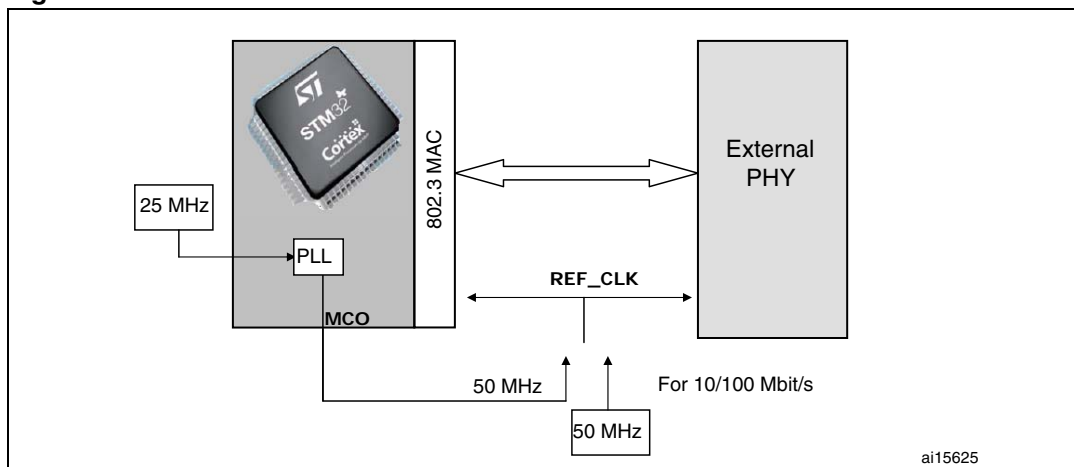 ST
STM32
Cortex
802.3 MAC
External
PHY
25 MHz
PLL
REF_CLK
MCO
50 MHz
For 10/100 Mbit/s
50 MHz
ai15625